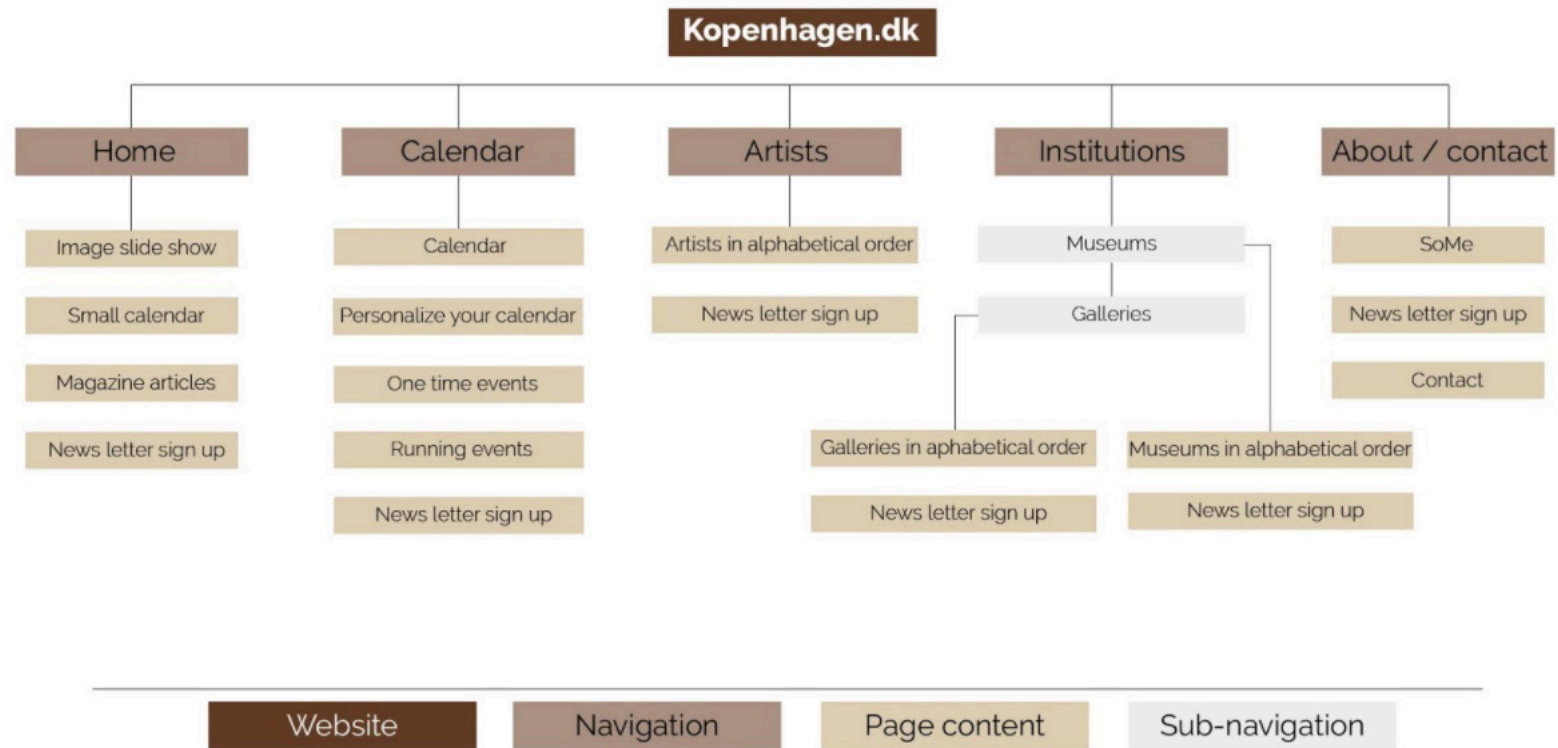 Kopenhagen.dk
Home
Calendar
Artists
Institutions
About / contact
Image slide show
Small calendar
Magazine articles
News letter sign up
Calendar
Personalize your calendar
One time events
Running events
News letter sign up
Artists in alphabetical order
News letter sign up
Museums
Galleries
Galleries in aphabetical order
News letter sign up
Museums in alphabetical order
News letter sign up
SoMe
News letter sign up
Contact
Website
Navigation
Page content
Sub-navigation